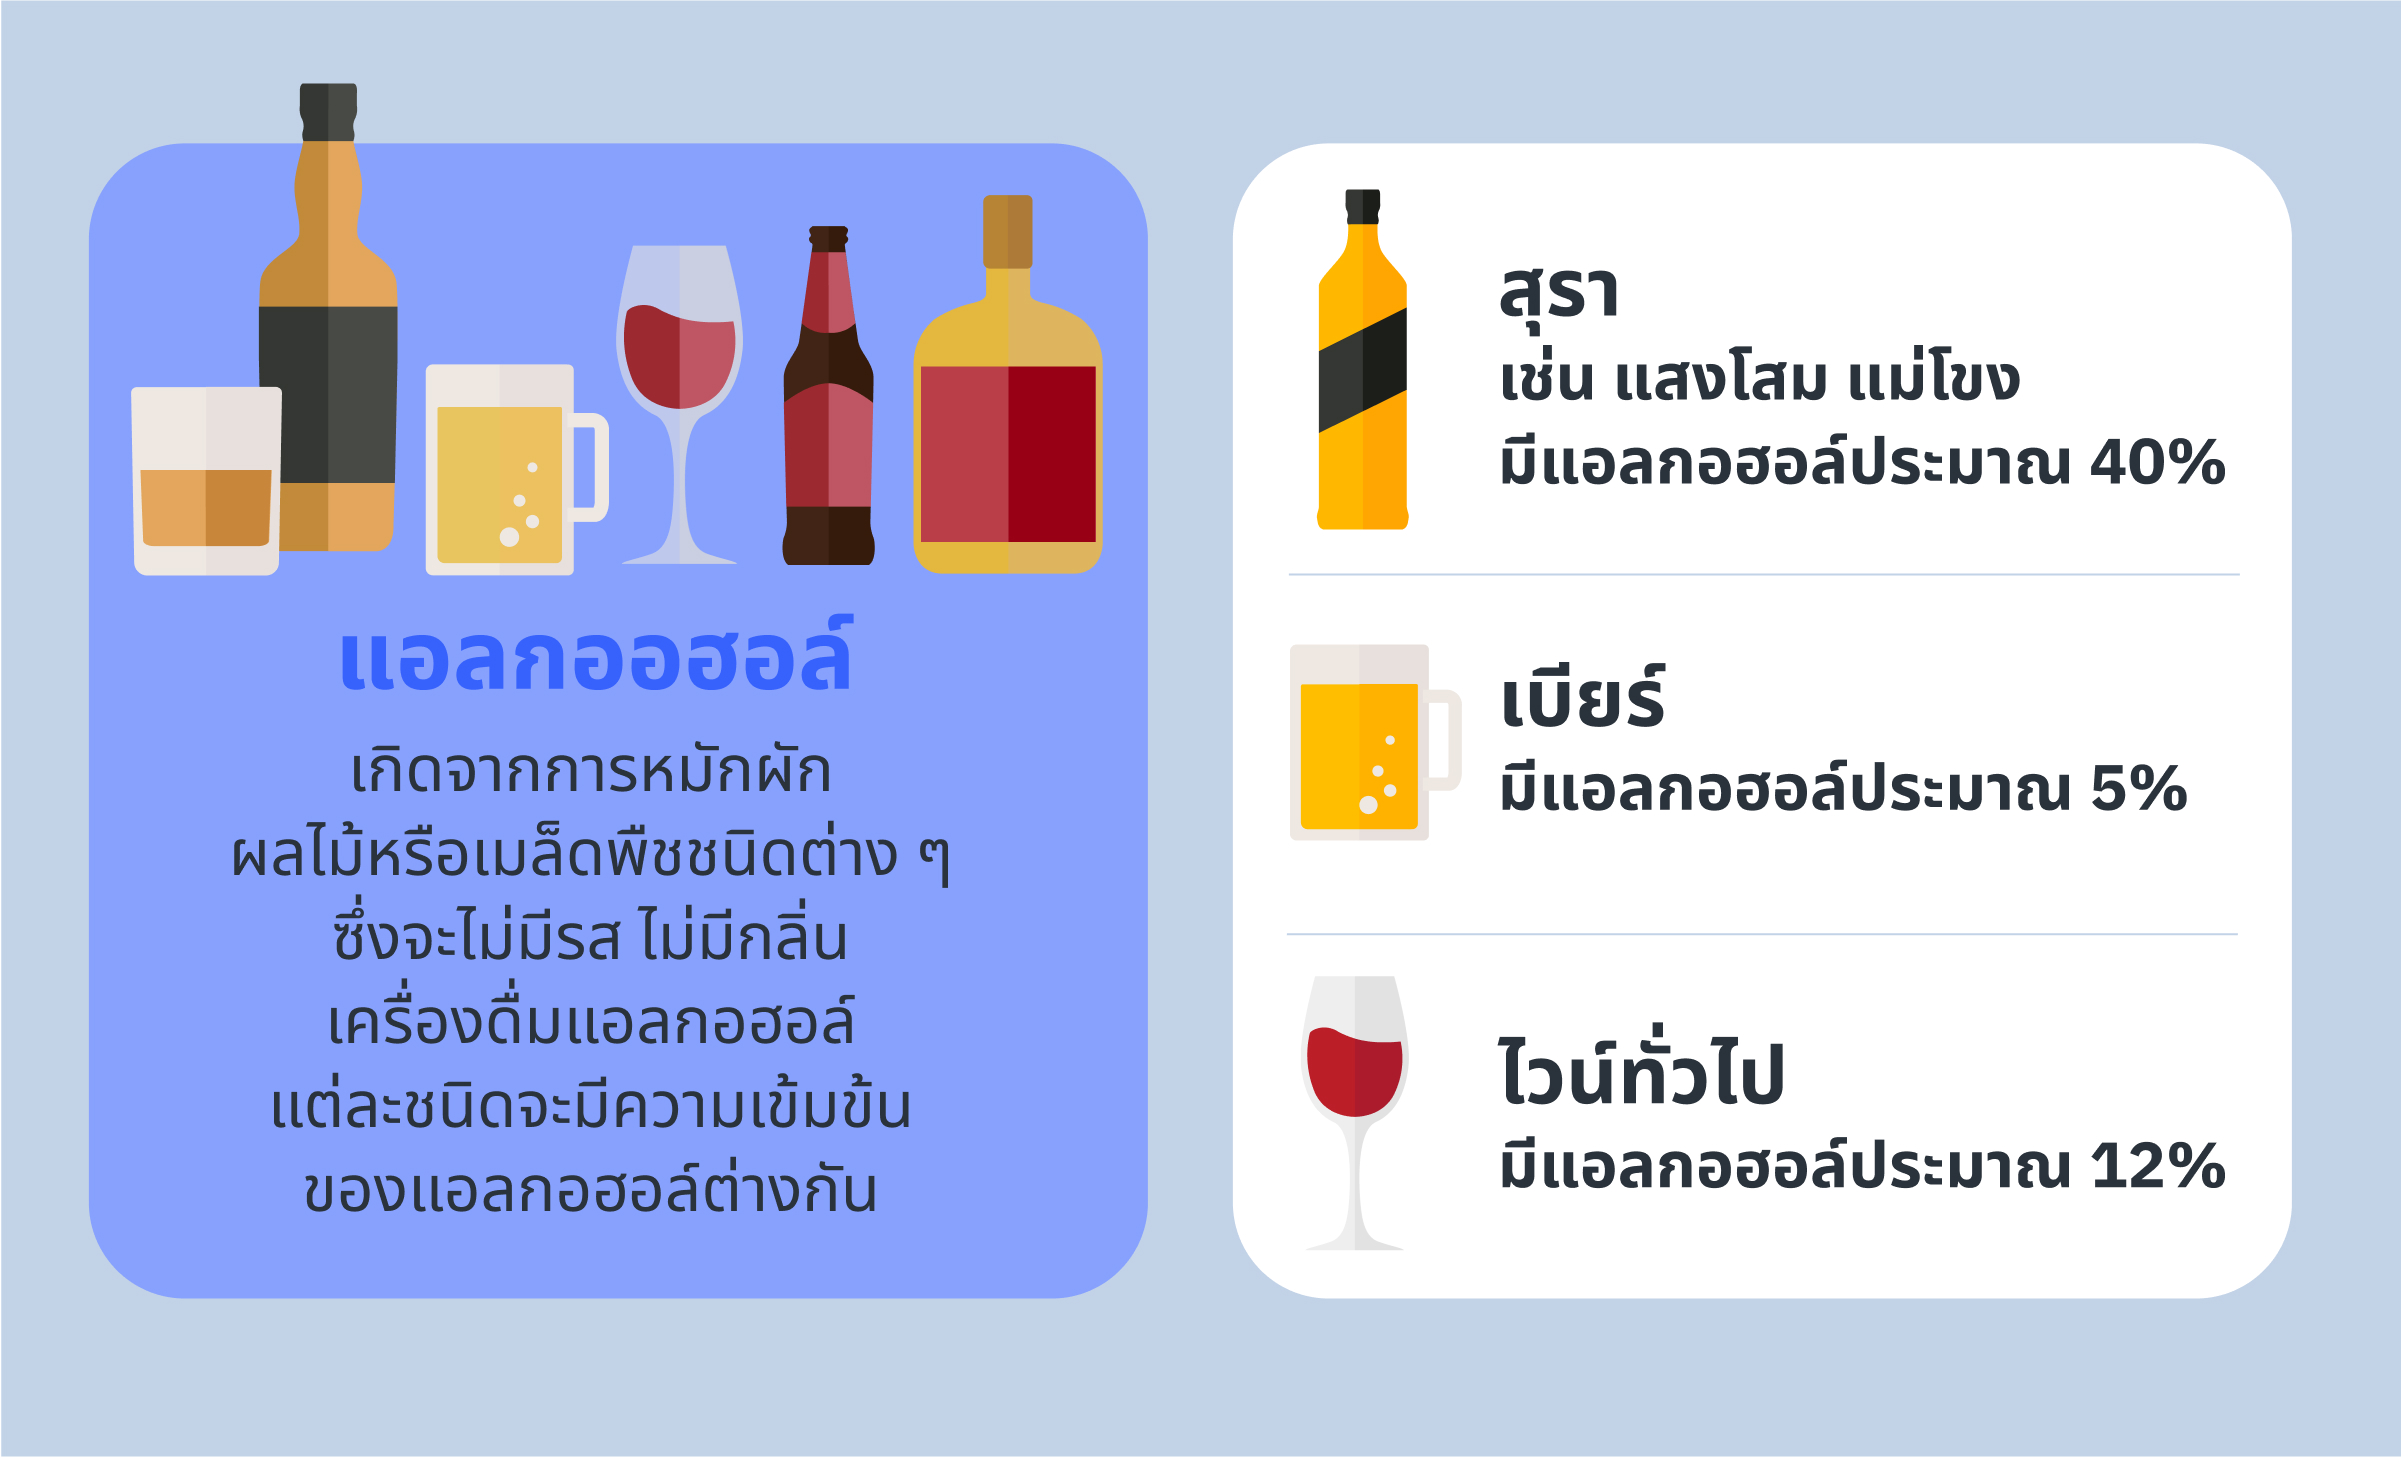 แอลกออฮอล์
เกิดจากการหมักผัก
ผลไม้หรือเมล็ดพืชชนิดต่าง ๆ
ซึ่งจะไม่มีรส ไม่มีกลิ่น
เครื่องดื่มแอลกอฮอล์
แต่ละชนิดจะมีความเข้มข้น
ของแอลกอฮอล์ต่างกัน
สุรา
เช่น แสงโสม แม่โขง
มีแอลกอฮอล์ประมาณ 40%
เบียร์
มีแอลกอฮอล์ประมาณ 5%
ไวน์ทั่วไป
มีแอลกอฮอล์ประมาณ 12%